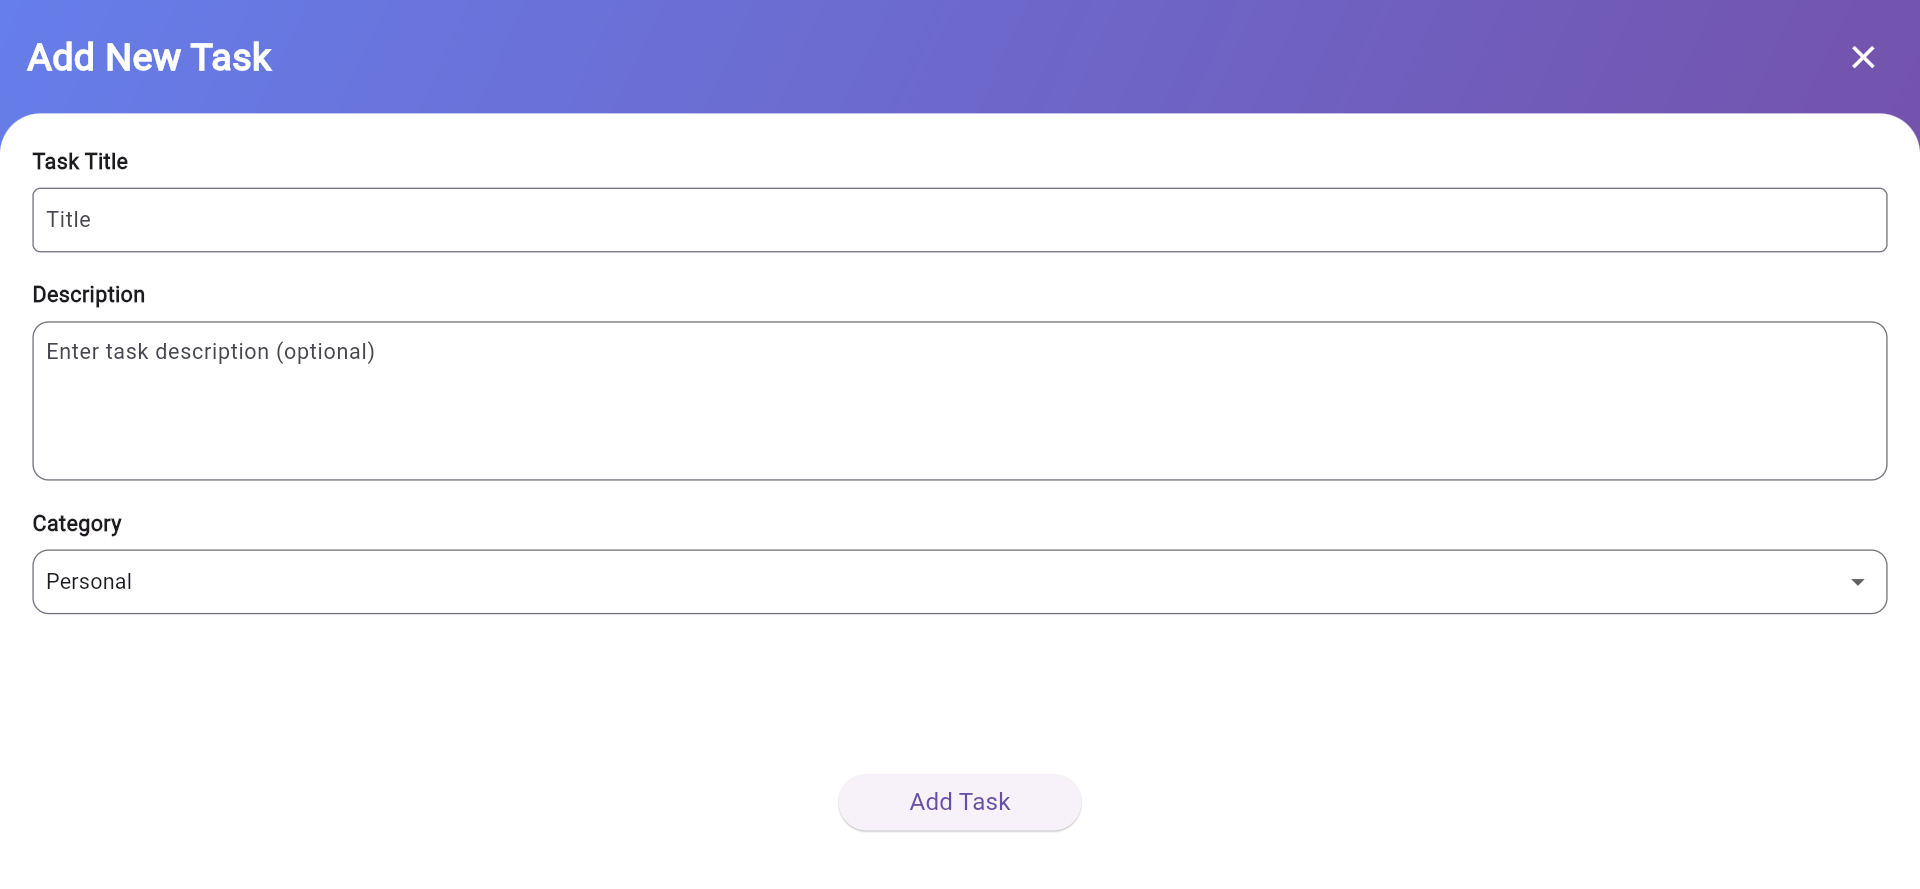 Add New Task
Task Title
Title
Description
Enter task description (optional)
Category
Personal
Add Task